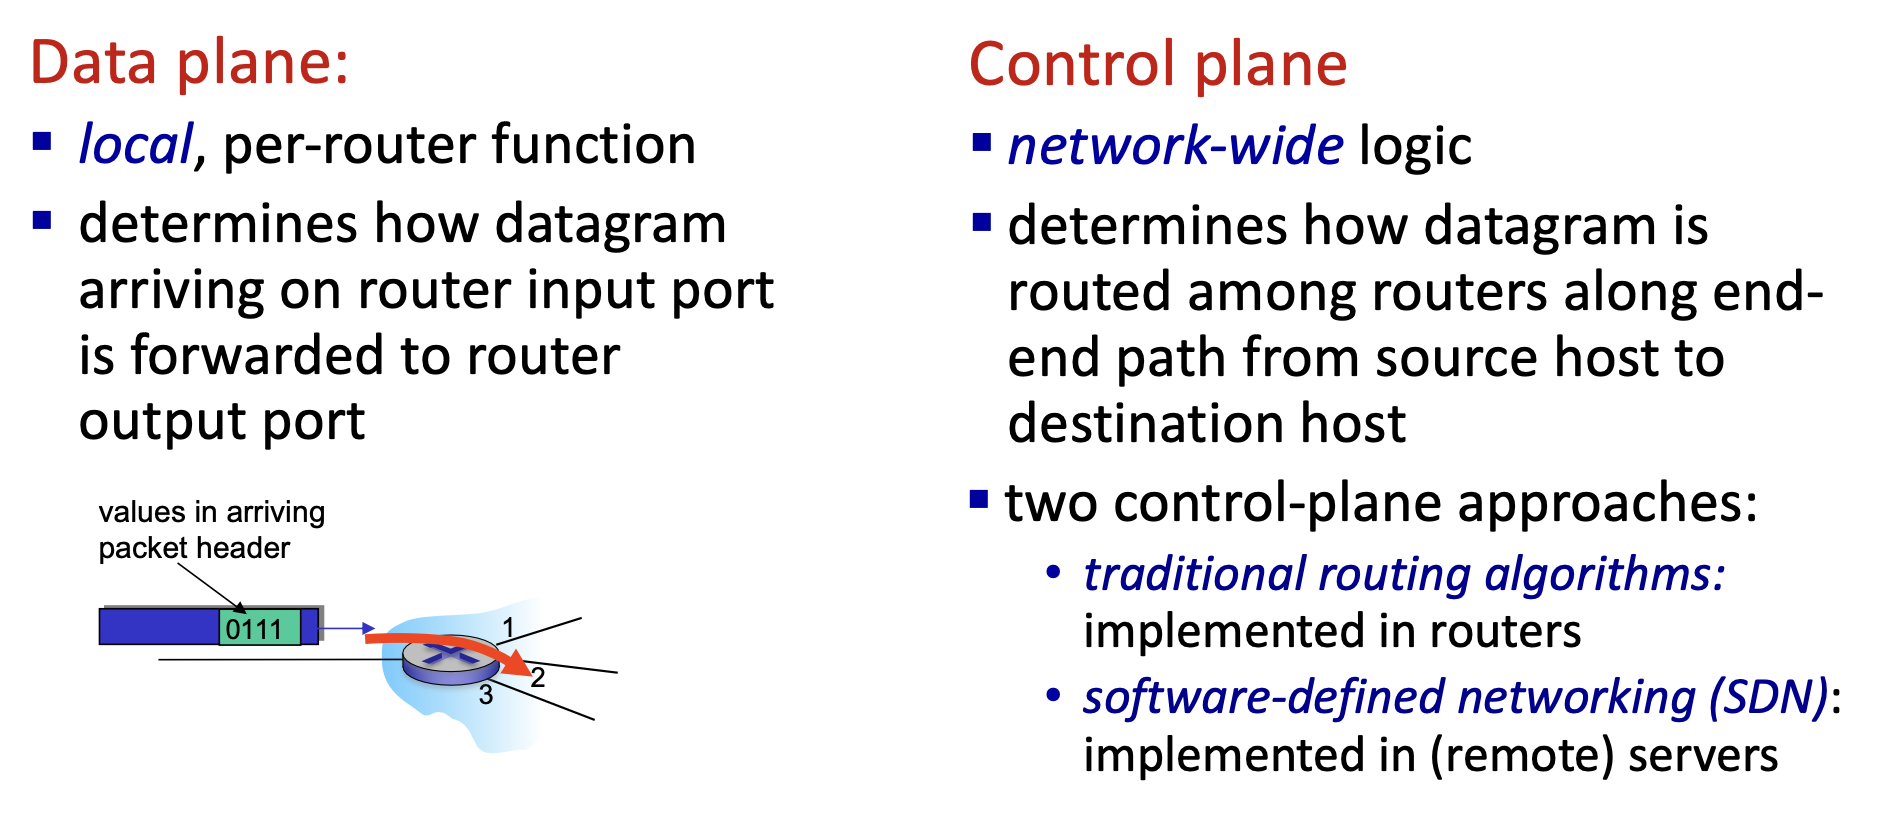 Data plane:
▪ local, per-router function
▪ determines how datagram
arriving on router input port
is forwarded to router
output port
values in arriving
packet header
0111
1
2
3
Control plane
▪ network-wide logic
▪ determines how datagram is
routed among routers along end-
end path from source host to
destination host
▪ two control-plane approaches:
• traditional routing algorithms:
implemented in routers
• software-defined networking (SDN):
implemented in (remote) servers